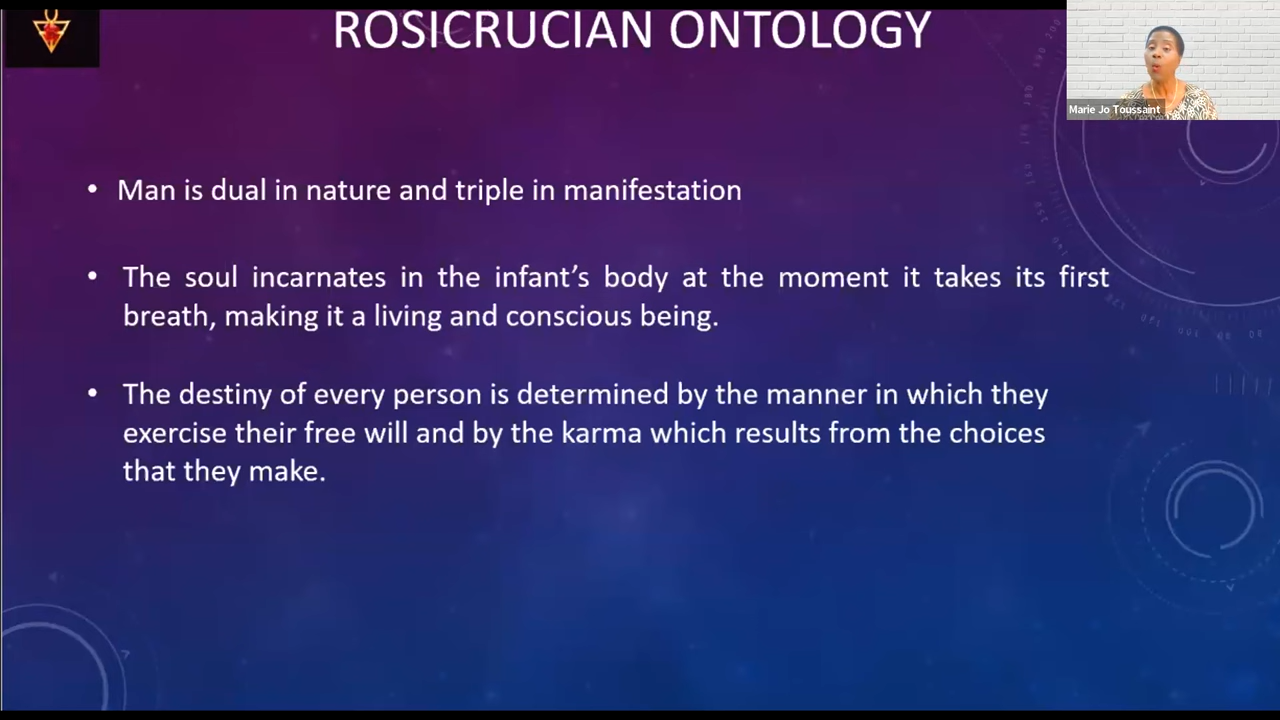 ROSICRUCIAN ONTOLOGY
Marie Jo Toussaint
• Man is dual in nature and triple in manifestation
• The soul incarnates in the infant’s body at the moment it takes its first
breath, making it a living and conscious being.
• The destiny of every person is determined by the manner in which they
exercise their free will and by the karma which results from the choices
that they make.